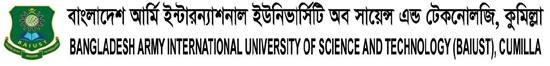 বাংলাদেশ আর্মি ইন্টারন্যাশনাল ইউনিভার্সিটি অব সায়েন্স এন্ড টেকনোলজি, কুমিল্লা
BANGLADESH ARMY INTERNATIONAL UNIVERSITY OF SCIENCE AND TECHNOLOGY (BAIUST), CUMILLA
BAIUST